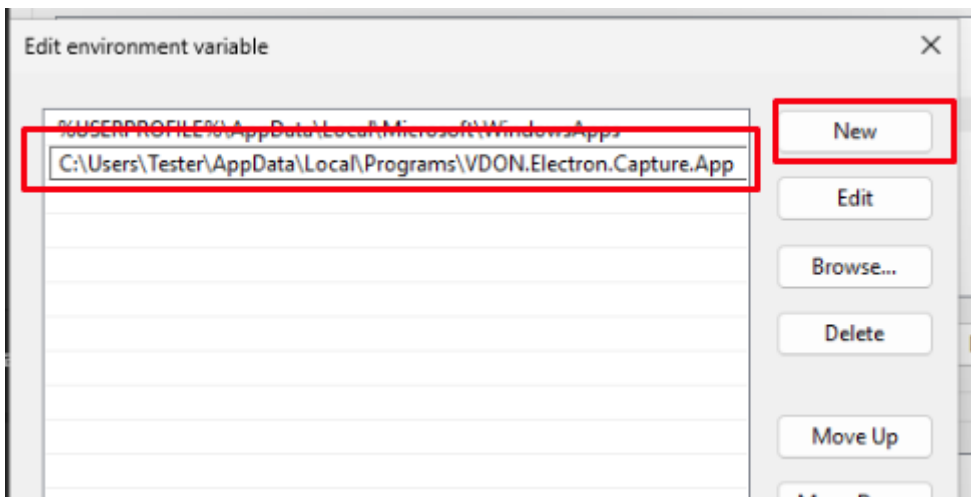 Edit environment variable
%USERPROFILE%\AppData\Local\Microsoft\WindowsApps
C:\Users\Tester\AppData\Local\Programs\VDON.Electron.Capture.App
New
Edit
Browse...
Delete
Move Up